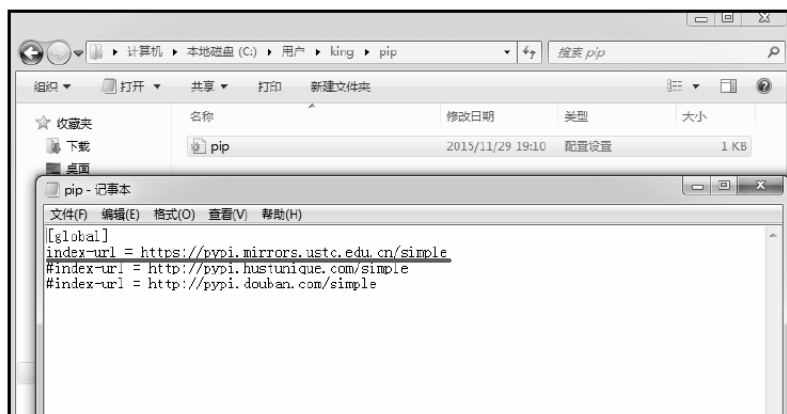 计算机 ▸ 本地磁盘 (C:) ▸ 用户 ▸ king ▸ pip
搜索 pip
组织 打开 共享 打印 新建文件夹
收藏夹
下载
桌面
名称 修改日期 类型 大小
pip 2015/11/29 19:10 配置设置 1 KB
pip - 记事本
文件(F) 编辑(E) 格式(O) 查看(V) 帮助(H)
[global]
index-url = https://pypi.mirrors.ustc.edu.cn/simple
#index-url = http://pypi.hustunique.com/simple
#index-url = http://pypi.douban.com/simple